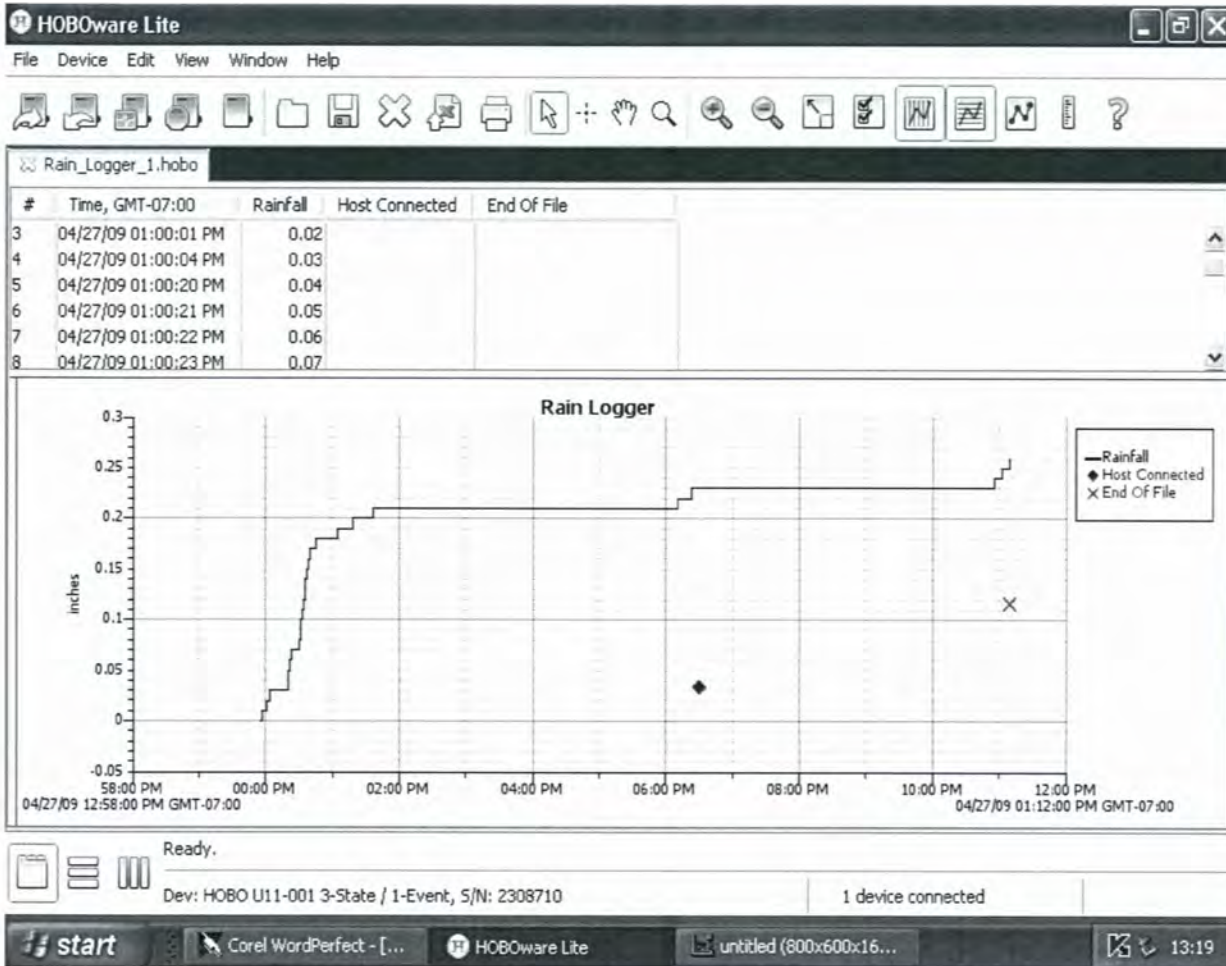 HOBOware Lite
File Device Edit View Window Help
Rain_Logger_1.hobo
# Time, GMT-07:00 Rainfall Host Connected End Of File
3 04/27/09 01:00:01 PM 0.02
4 04/27/09 01:00:04 PM 0.03
5 04/27/09 01:00:20 PM 0.04
6 04/27/09 01:00:21 PM 0.05
7 04/27/09 01:00:22 PM 0.06
8 04/27/09 01:00:23 PM 0.07
Rain Logger
0.3
0.25
0.2
0.15
0.1
0.05
0
-0.05
inches
Rainfall
Host Connected
End Of File
58:00 PM 00:00 PM 02:00 PM 04:00 PM 06:00 PM 08:00 PM 10:00 PM 12:00 PM
04/27/09 12:58:00 PM GMT-07:00 04/27/09 01:12:00 PM GMT-07:00
Ready.
Dev: HOBO U11-001 3-State / 1-Event, S/N: 2308710 1 device connected
start Corel WordPerfect - [... HOBOware Lite untitled (800x600x16... 13:19